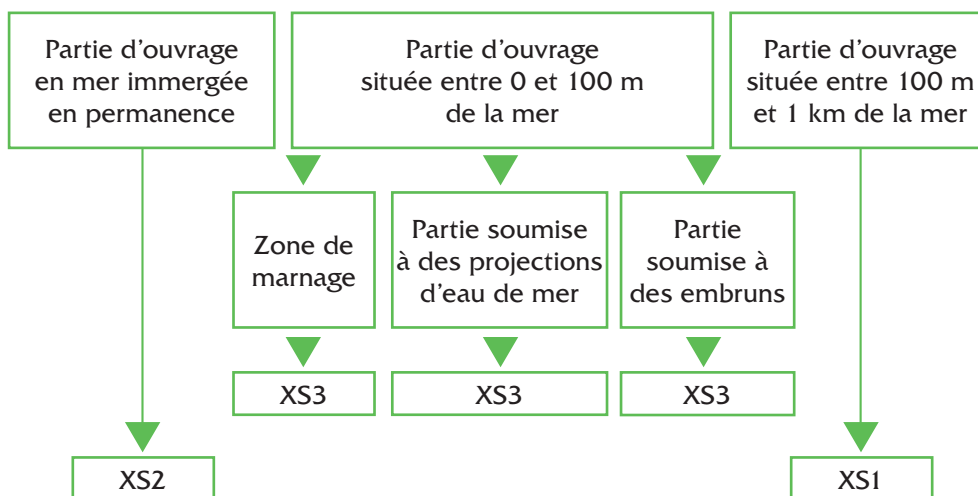 Partie d'ouvrage
en mer immergée
en permanence
Partie d'ouvrage
située entre 0 et 100 m
de la mer
Partie d'ouvrage
située entre 100 m
et 1 km de la mer
Zone de
marnage
Partie soumise
à des projections
d'eau de mer
Partie
soumise à
des embruns
XS3
XS3
XS3
XS2
XS1